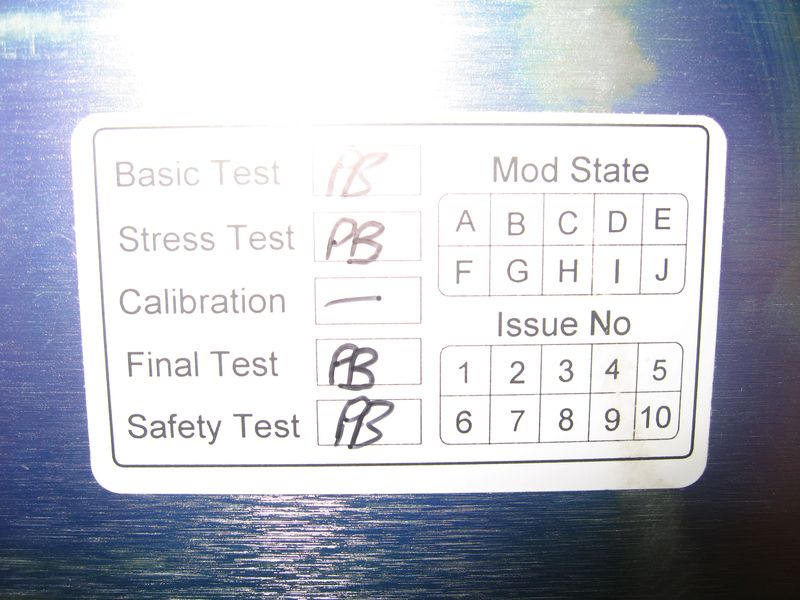 Basic Test PB
Stress Test PB
Calibration —
Final Test PB
Safety Test PB
Mod State
A B C D E
F G H I J
Issue No
1 2 3 4 5
6 7 8 9 10